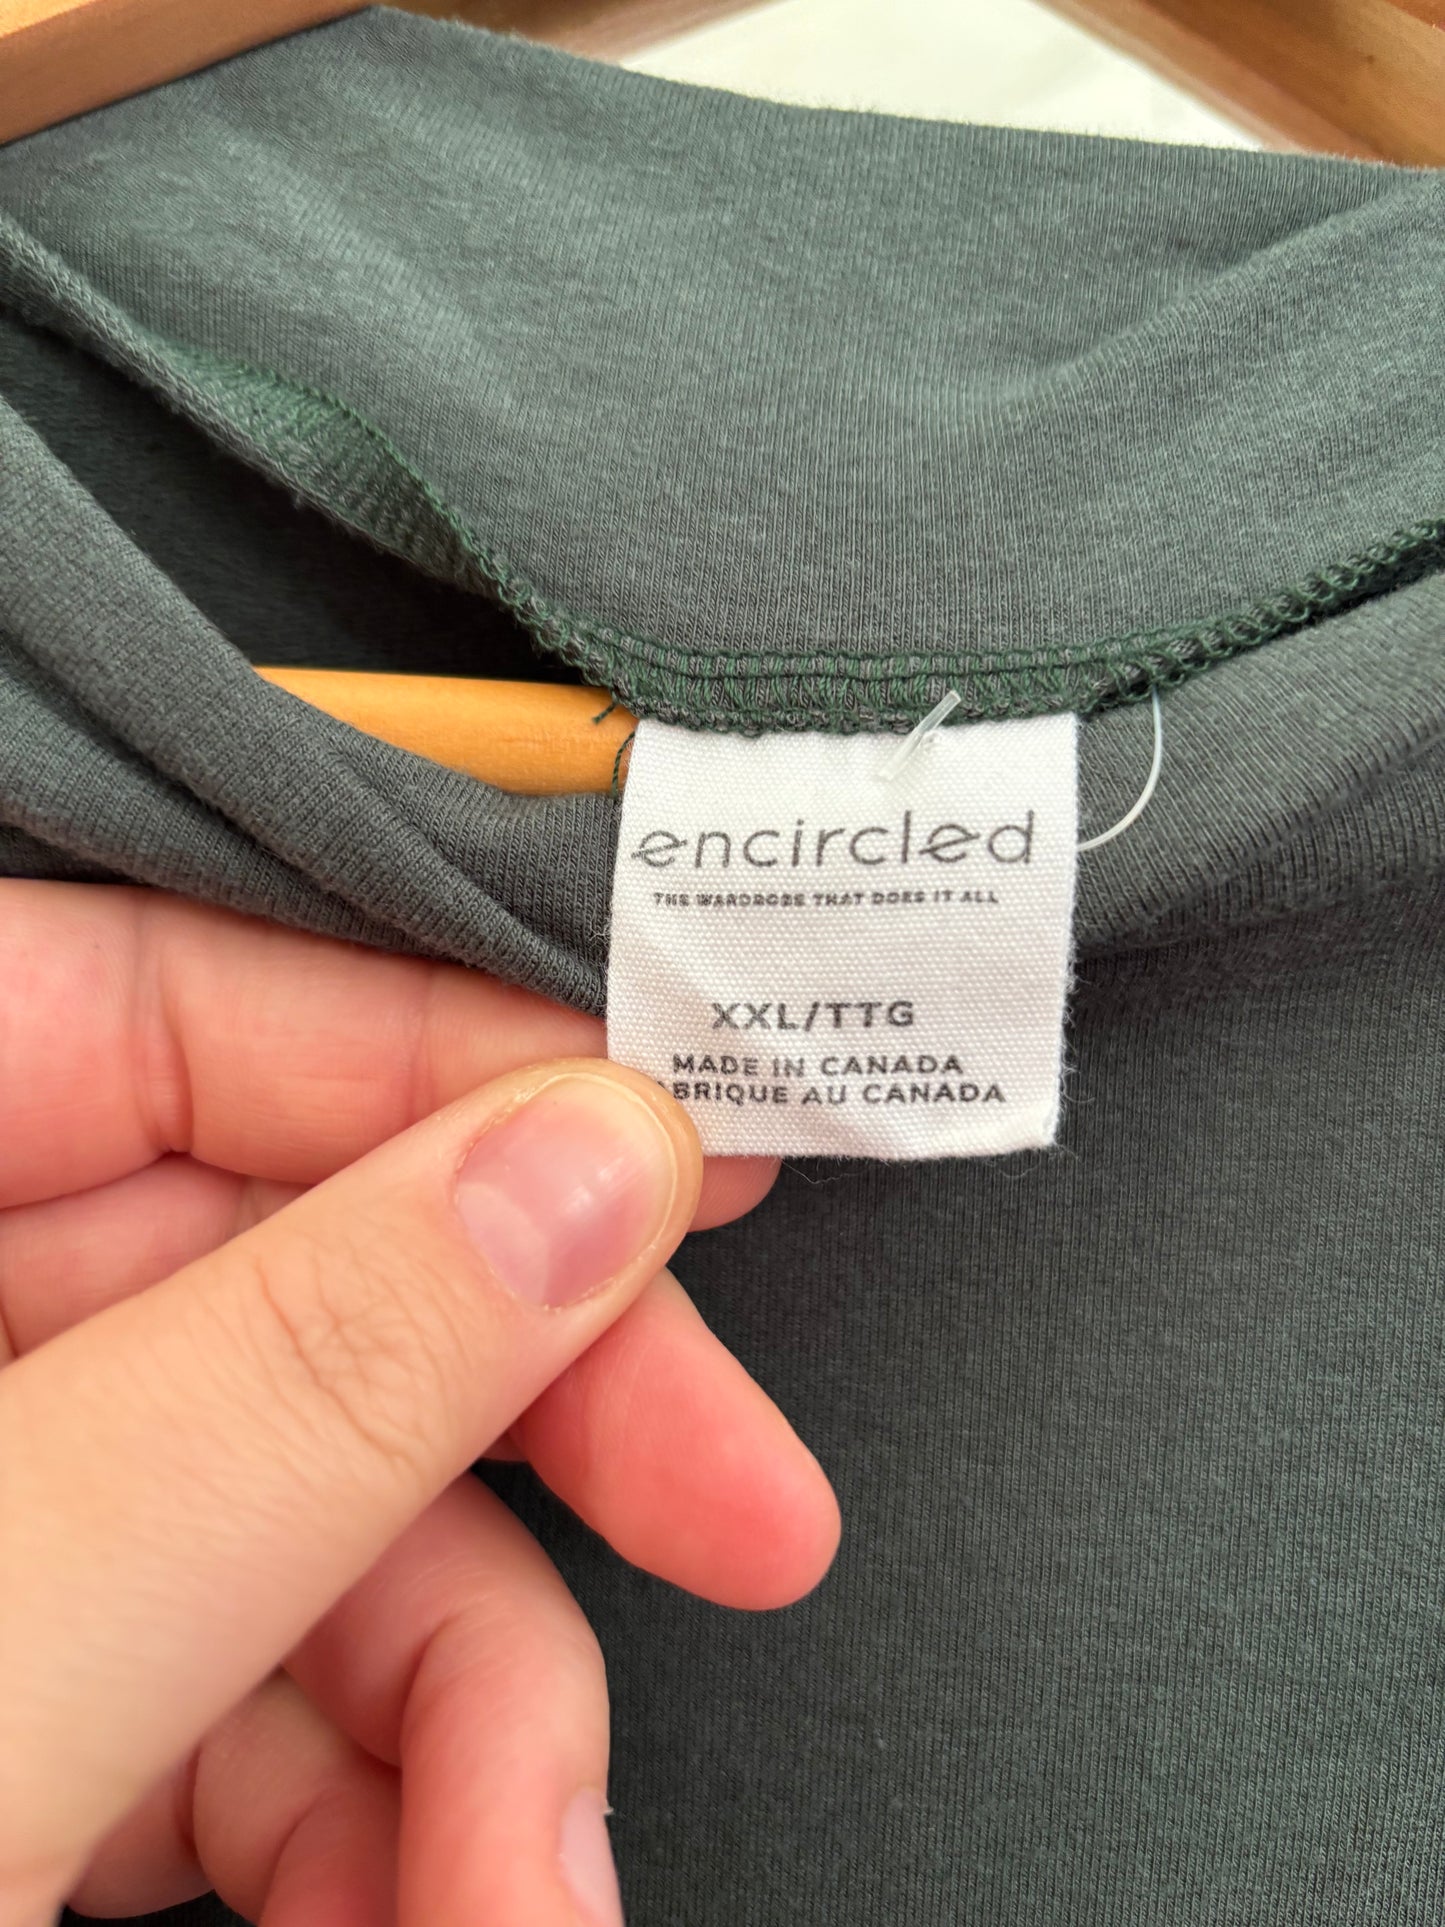 encircled
THE WARDROBE THAT DOES IT ALL
XXL/TTG
MADE IN CANADA
ABRIQUE AU CANADA